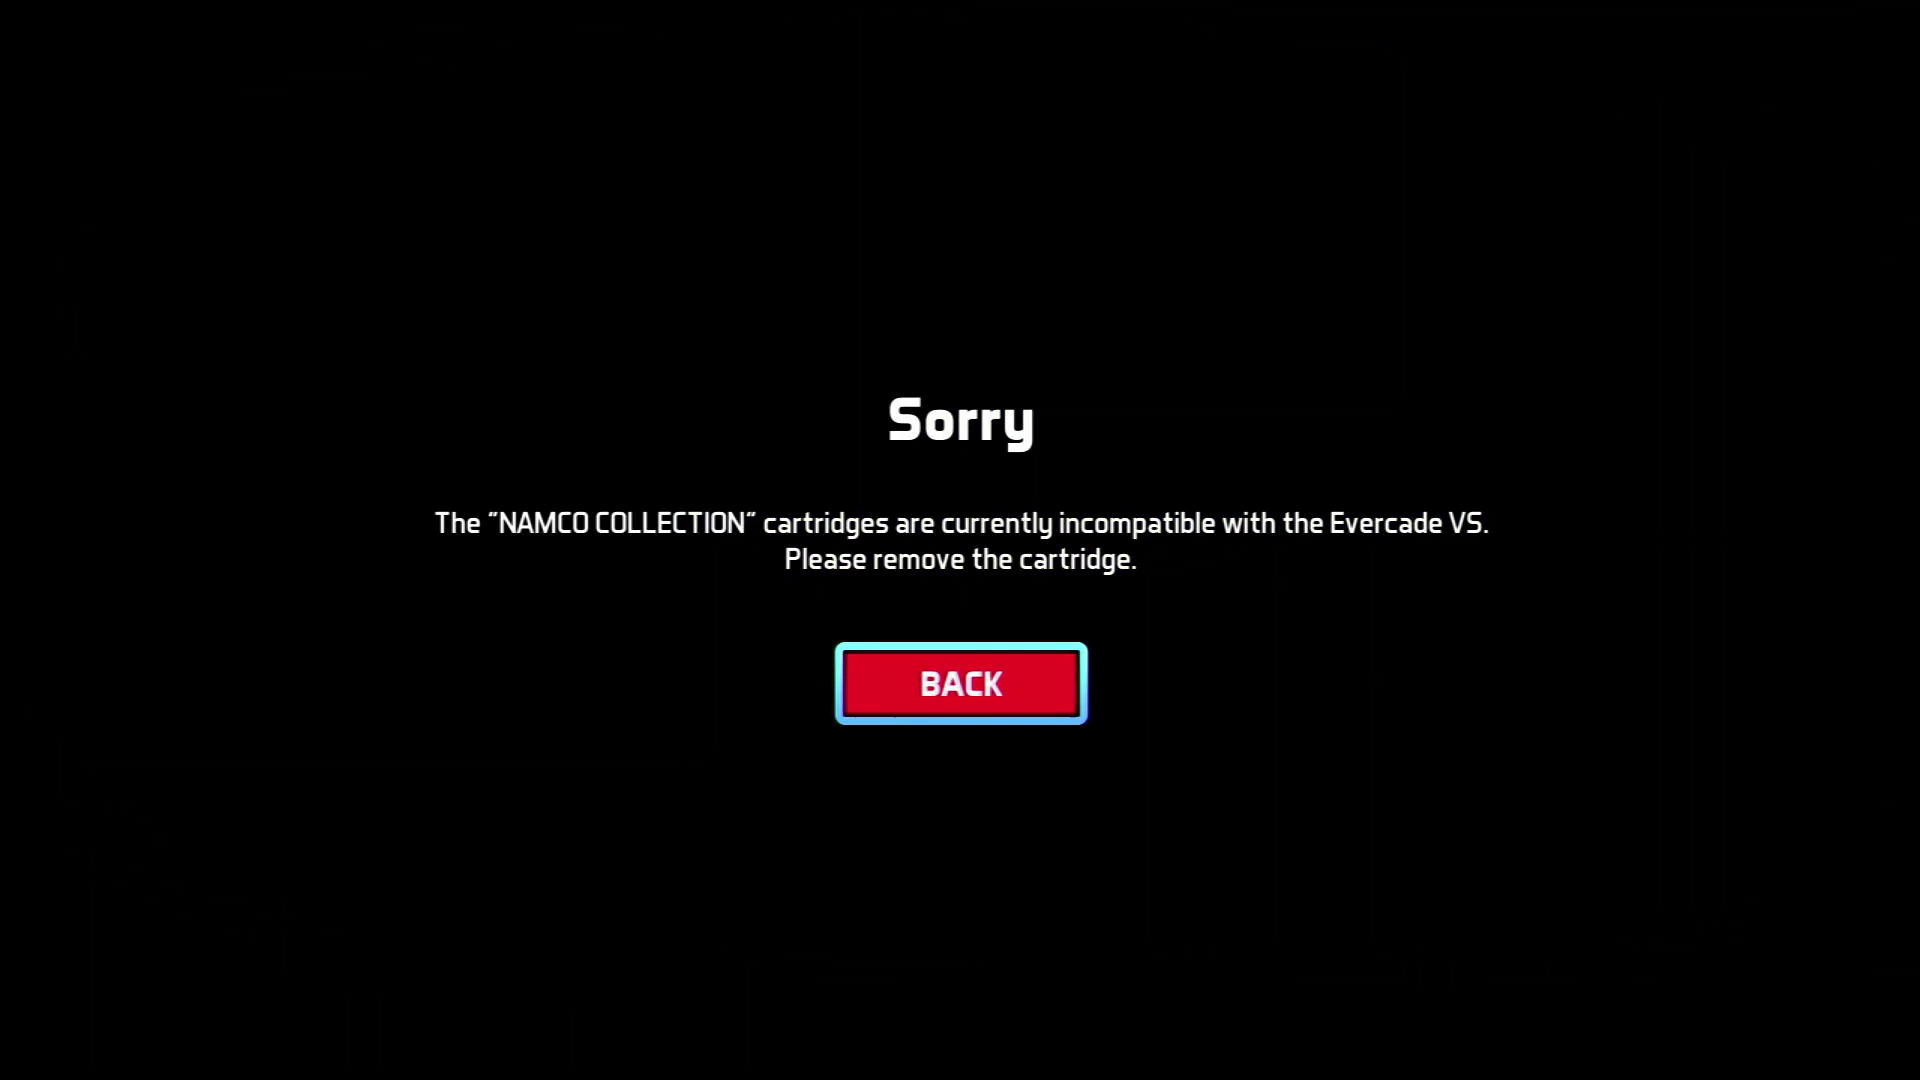 Sorry
The "NAMCO COLLECTION" cartridges are currently incompatible with the Evercade VS.
Please remove the cartridge.
BACK